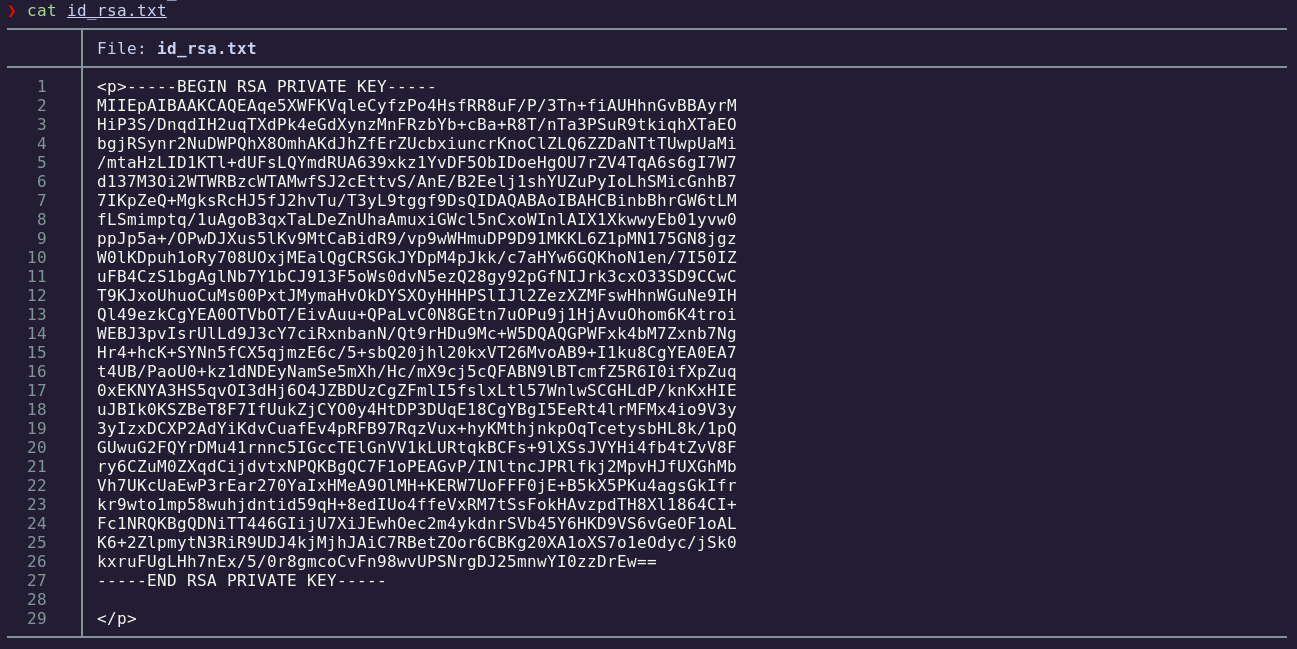 ❯ cat id_rsa.txt
File: id_rsa.txt
1 <p>-----BEGIN RSA PRIVATE KEY-----
2 MIIEpAIBAAKCAQEAqe5XWFKVqleCyfzPo4HsfRR8uF/P/3Tn+fiAUHhnGvBBAyrM
3 HiP3S/DnqdIH2uqTXdPk4eGdXynzMnFRzbYb+cBa+R8T/nTa3PSuR9tkiqhXTaEO
4 bgjRSynr2NuDWPQhX8OmhAKdJhZfErZUcbxiuncrKnoClZLQ6ZZDaNTtTUwpUaMi
5 /mtaHzLID1KTl+dUFsLQYmdRUA639xkz1YvDF5ObIDoeHgOU7rZV4TqA6s6gI7W7
6 d137M3Oi2WTWRBzcWTAMwfSJ2cEttvS/AnE/B2Eelj1shYUZuPyIoLhSMicGnhB7
7 7IKpZeQ+MgksRcHJ5fJ2hvTu/T3yL9tggf9DsQIDAQABAoIBAHCBinbBhrGW6tLM
8 fLSmimptq/1uAgoB3qxTaLDeZnUhaAmuxiGWcl5nCxoWInlAIX1XkwwyEb01yvw0
9 ppJp5a+/OPwDJXus5lKv9MtCaBidR9/vp9wWHmuDP9D91MKKL6Z1pMN175GN8jgz
10 W0lKDpuh1oRy708UOxjMEalQgCRSGkJYDpM4pJkk/c7aHYw6GQKhoN1en/7I50IZ
11 uFB4CzS1bgAglNb7Y1bCJ913F5oWs0dvN5ezQ28gy92pGfNIJrk3cxO33SD9CCwC
12 T9KJxoUhuoCuMs00PxtJMymaHvOkDYSXOyHHHPSlIJl2ZezXZMFswHhnWGuNe9IH
13 Ql49ezkCgYEA0OTVbOT/EivAuu+QPaLvC0N8GEtn7uOPu9j1HjAvuOhom6K4troi
14 WEBJ3pvIsrUlLd9J3cY7ciRxnbanN/Qt9rHDu9Mc+W5DQAQGPWFxk4bM7Zxnb7Ng
15 Hr4+hcK+SYNn5fCX5qjmzE6c/5+sbQ20jhl20kxVT26MvoAB9+I1ku8CgYEA0EA7
16 t4UB/PaoU0+kz1dNDEyNamSe5mXh/Hc/mX9cj5cQFABN9lBTcmfZ5R6I0ifXpZuq
17 0xEKNYA3HS5qvOI3dHj6O4JZBDUzCgZFmlI5fslxLtl57WnlwSCGHLdP/knKxHIE
18 uJBIk0KSZBeT8F7IfUukZjCYO0y4HtDP3DUqE18CgYBgI5EeRt4lrMFMx4io9V3y
19 3yIzxDCXP2AdYiKdvCuafEv4pRFB97RqzVux+hyKMthjnkpOqTcetysbHL8k/1pQ
20 GUwuG2FQYrDMu41rnnc5IGccTElGnVV1kLURtqkBCFs+9lXSsJVYHi4fb4tZvV8F
21 ry6CZuM0ZXqdCijdvtxNPQKBgQC7F1oPEAGvP/INltncJPRlfkj2MpvHJfUXGhMb
22 Vh7UKcUaEwP3rEar270YaIxHMeA9OlMH+KERW7UoFFF0jE+B5kX5PKu4agsGkIfr
23 kr9wto1mp58wuhjdntid59qH+8edIUo4ffeVxRM7tSsFokHAvzpdTH8Xl1864CI+
24 Fc1NRQKBgQDNiTT446GIijU7XiJEwhOec2m4ykdnrSVb45Y6HKD9VS6vGeOF1oAL
25 K6+2ZlpmytN3RiR9UDJ4kjMjhJAiC7RBetZOor6CBKg20XA1oXS7o1eOdyc/jSk0
26 kxruFUgLHh7nEx/5/0r8gmcoCvFn98wvUPSNrgDJ25mnwYI0zzDrEw==
27 -----END RSA PRIVATE KEY-----
28
29 </p>